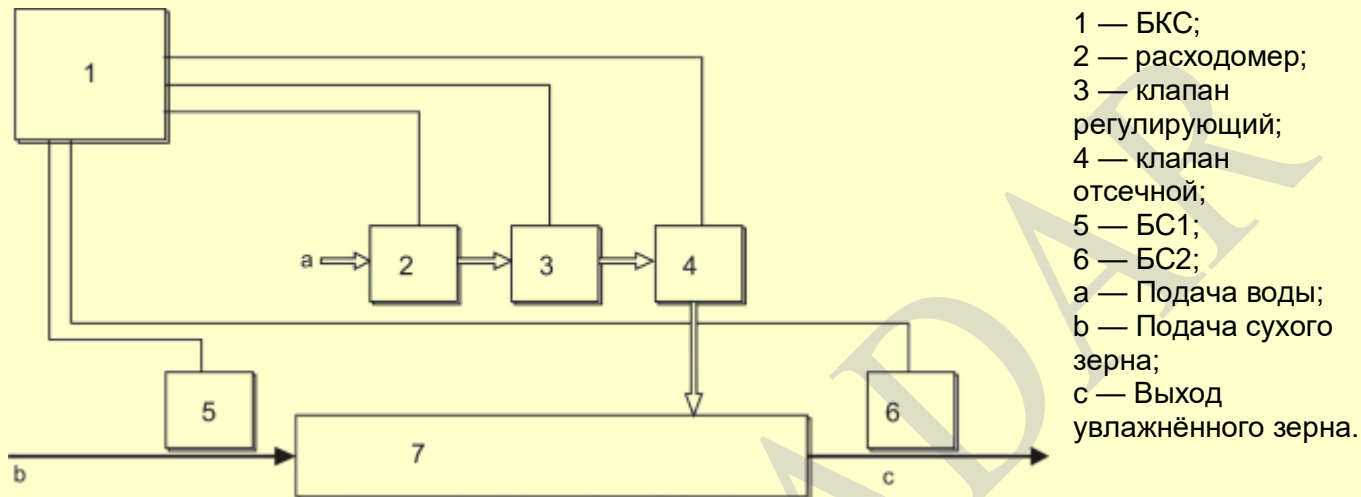 1
2
3
4
5
6
7
a
b
c
1 — БКС;
2 — расходомер;
3 — клапан
регулирующий;
4 — клапан
отсечной;
5 — БС1;
6 — БС2;
a — Подача воды;
b — Подача сухого
зерна;
c — Выход
увлажнённого зерна.